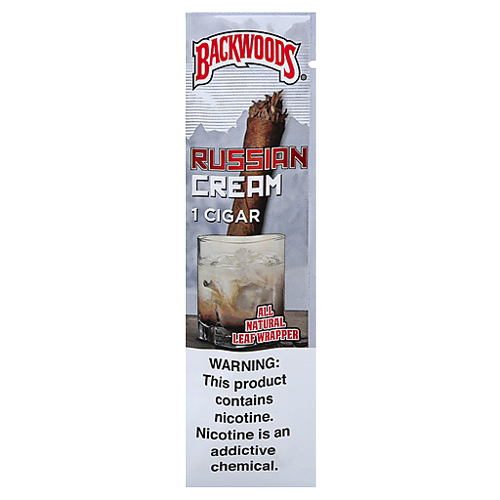 BACKWOODS®
RUSSIAN
CREAM
1 CIGAR
ALL
NATURAL
LEAF WRAPPER
WARNING:
This product
contains
nicotine.
Nicotine is an
addictive
chemical.